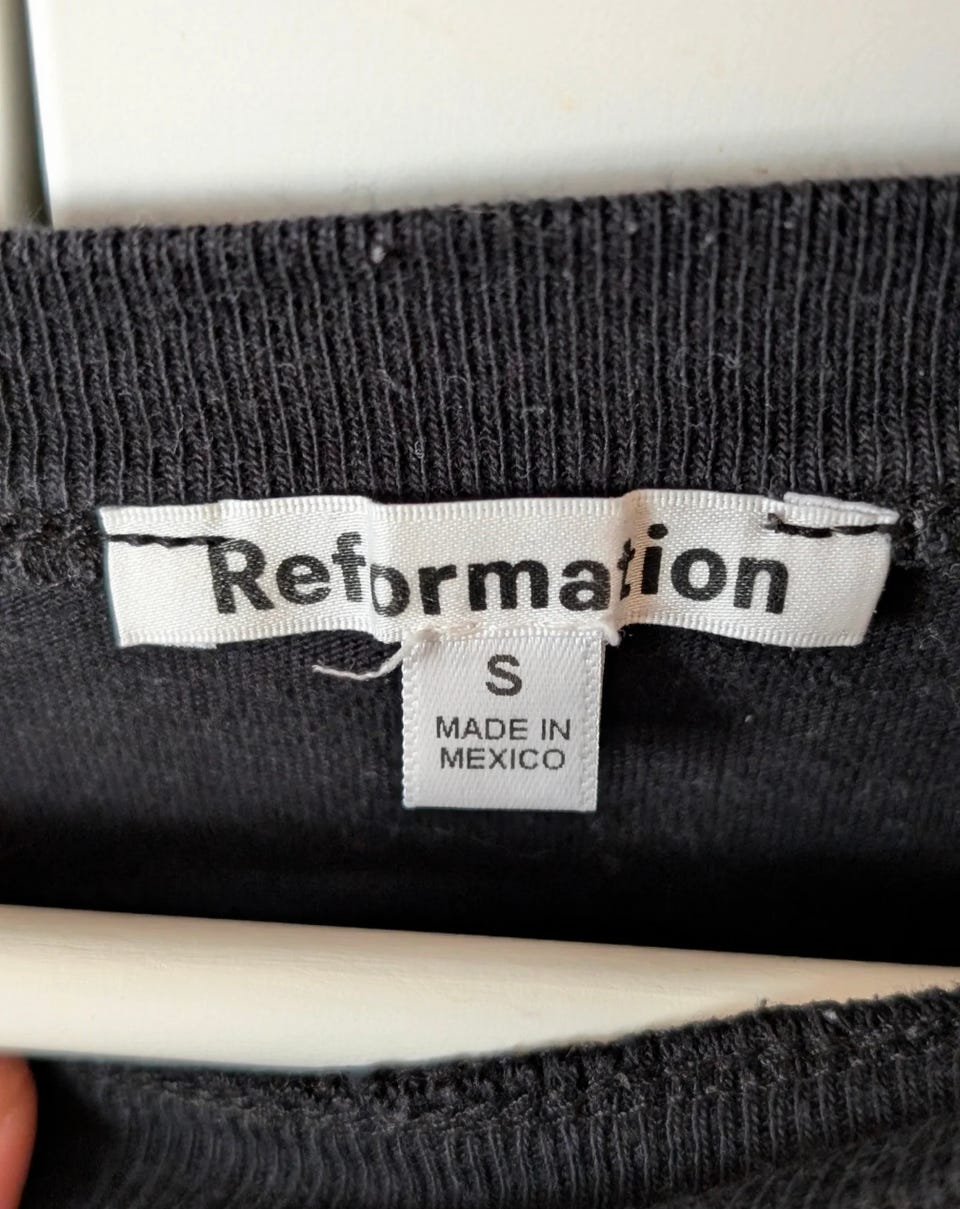 Reformation
S
MADE IN
MEXICO